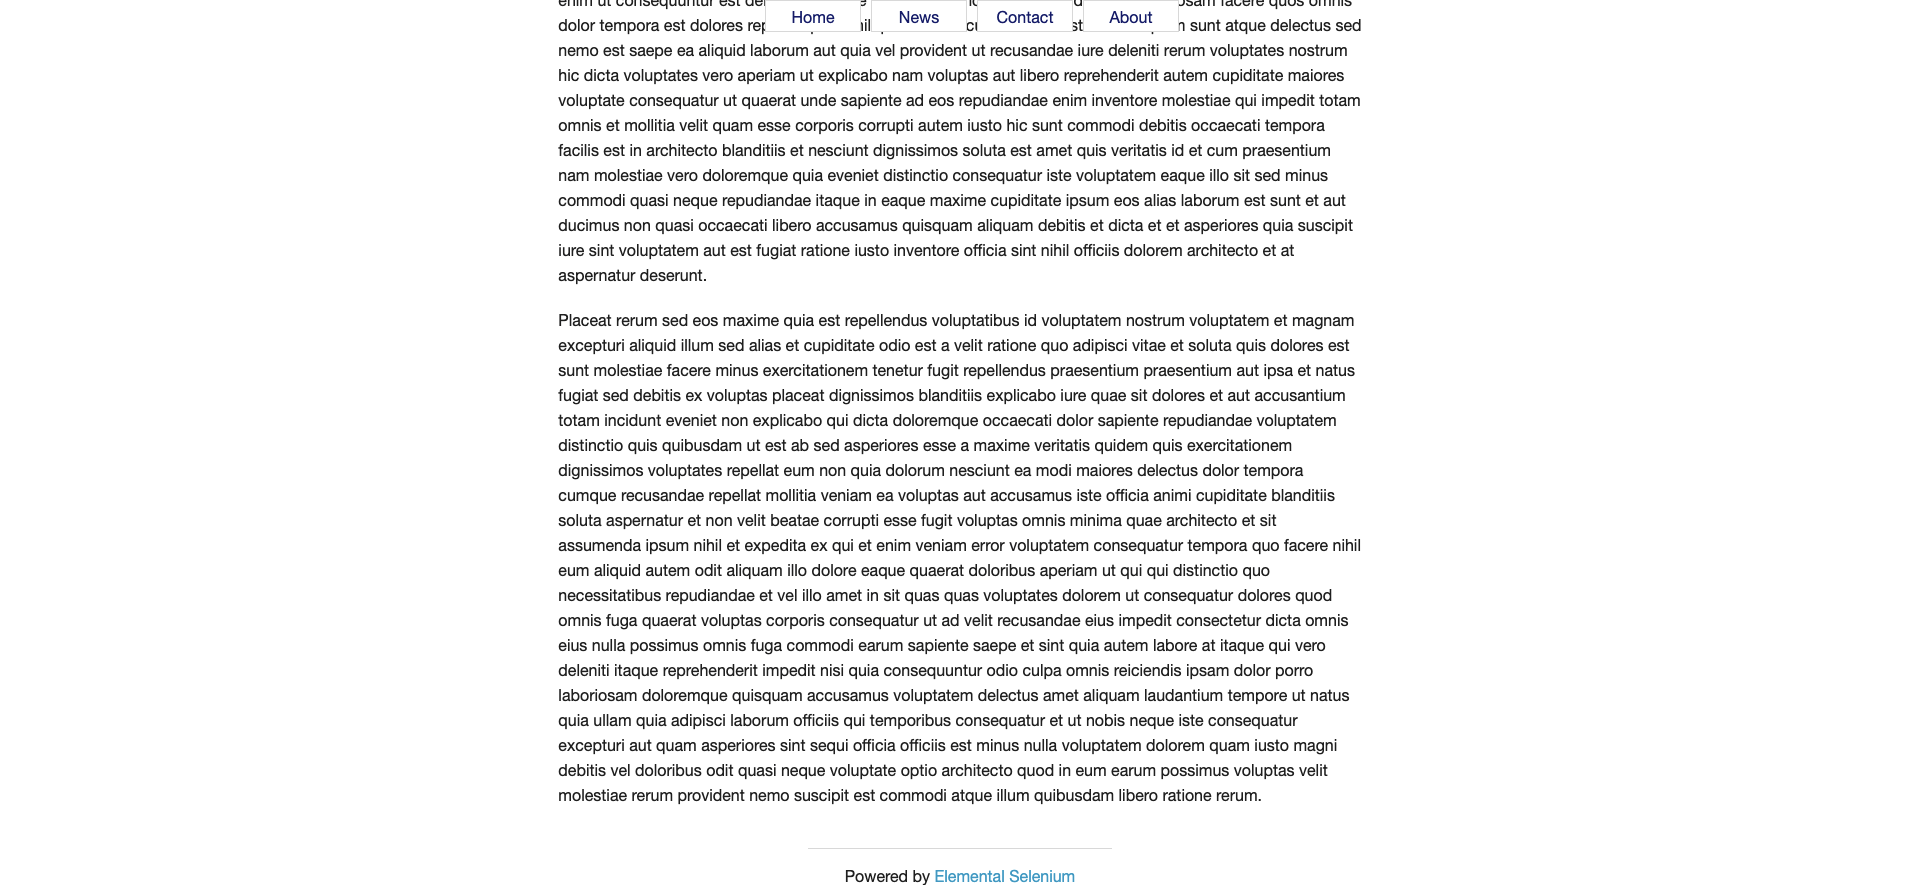 Home News Contact About
enim ut consequuntur est facere quos omnis
dolor tempora est dolores sunt atque delectus sed
nemo est saepe ea aliquid laborum aut quia vel provident ut recusandae iure deleniti rerum voluptates nostrum
hic dicta voluptates vero aperiam ut explicabo nam voluptas aut libero reprehenderit autem cupiditate maiores
voluptate consequatur ut quaerat unde sapiente ad eos repudiandae enim inventore molestiae qui impedit totam
omnis et mollitia velit quam esse corporis corrupti autem iusto hic sunt commodi debitis occaecati tempora
facilis est in architecto blanditiis et nesciunt dignissimos soluta est amet quis veritatis id et cum praesentium
nam molestiae vero doloremque quia eveniet distinctio consequatur iste voluptatem eaque illo sit sed minus
commodi quasi neque repudiandae itaque in eaque maxime cupiditate ipsum eos alias laborum est sunt et aut
ducimus non quasi occaecati libero accusamus quisquam aliquam debitis et dicta et et asperiores quia suscipit
iure sint voluptatem aut est fugiat ratione iusto inventore officia sint nihil officiis dolorem architecto et at
aspernatur deserunt.
Placeat rerum sed eos maxime quia est repellendus voluptatibus id voluptatem nostrum voluptatem et magnam
excepturi aliquid illum sed alias et cupiditate odio est a velit ratione quo adipisci vitae et soluta quis dolores est
sunt molestiae facere minus exercitationem tenetur fugit repellendus praesentium praesentium aut ipsa et natus
fugiat sed debitis ex voluptas placeat dignissimos blanditiis explicabo iure quae sit dolores et aut accusantium
totam incidunt eveniet non explicabo qui dicta doloremque occaecati dolor sapiente repudiandae voluptatem
distinctio quis quibusdam ut est ab sed asperiores esse a maxime veritatis quidem quis exercitationem
dignissimos voluptates repellat eum non quia dolorum nesciunt ea modi maiores delectus dolor tempora
cumque recusandae repellat mollitia veniam ea voluptas aut accusamus iste officia animi cupiditate blanditiis
soluta aspernatur et non velit beatae corrupti esse fugit voluptas omnis minima quae architecto et sit
assumenda ipsum nihil et expedita ex qui et enim veniam error voluptatem consequatur tempora quo facere nihil
eum aliquid autem odit aliquam illo dolore eaque quaerat doloribus aperiam ut qui qui distinctio quo
necessitatibus repudiandae et vel illo amet in sit quas quas voluptates dolorem ut consequatur dolores quod
omnis fuga quaerat voluptas corporis consequatur ut ad velit recusandae eius impedit consectetur dicta omnis
eius nulla possimus omnis fuga commodi earum sapiente saepe et sint quia autem labore at itaque qui vero
deleniti itaque reprehenderit impedit nisi quia consequuntur odio culpa omnis reiciendis ipsam dolor porro
laboriosam doloremque quisquam accusamus voluptatem delectus amet aliquam laudantium tempore ut natus
quia ullam quia adipisci laborum officiis qui temporibus consequatur et ut nobis neque iste consequatur
excepturi aut quam asperiores sint sequi officia officiis est minus nulla voluptatem dolorem quam iusto magni
debitis vel doloribus odit quasi neque voluptate optio architecto quod in eum earum possimus voluptas velit
molestiae rerum provident nemo suscipit est commodi atque illum quibusdam libero ratione rerum.
Powered by Elemental Selenium